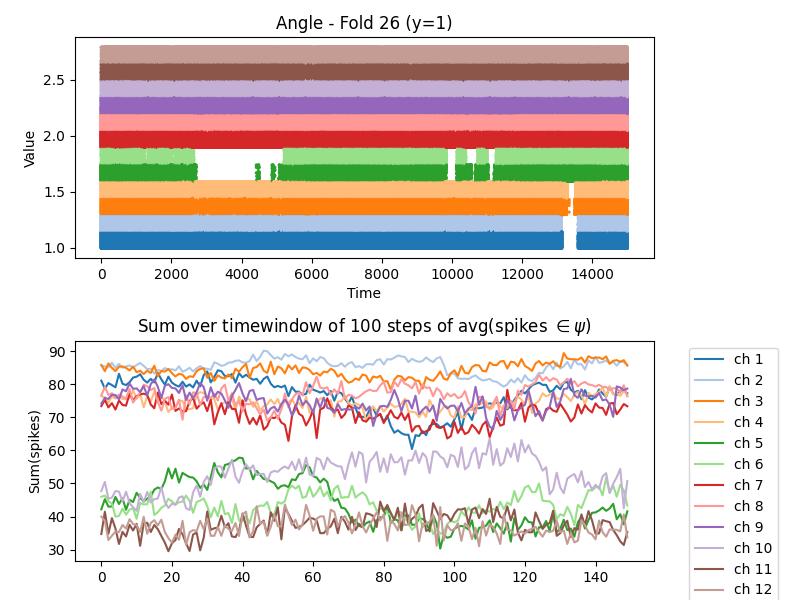 Angle - Fold 26 (y=1)
Value
2.5
2.0
1.5
1.0
0 2000 4000 6000 8000 10000 12000 14000
Time
Sum over timewindow of 100 steps of avg(spikes ∈ ψ)
Sum(spikes)
90
80
70
60
50
40
30
0 20 40 60 80 100 120 140
ch 1
ch 2
ch 3
ch 4
ch 5
ch 6
ch 7
ch 8
ch 9
ch 10
ch 11
ch 12